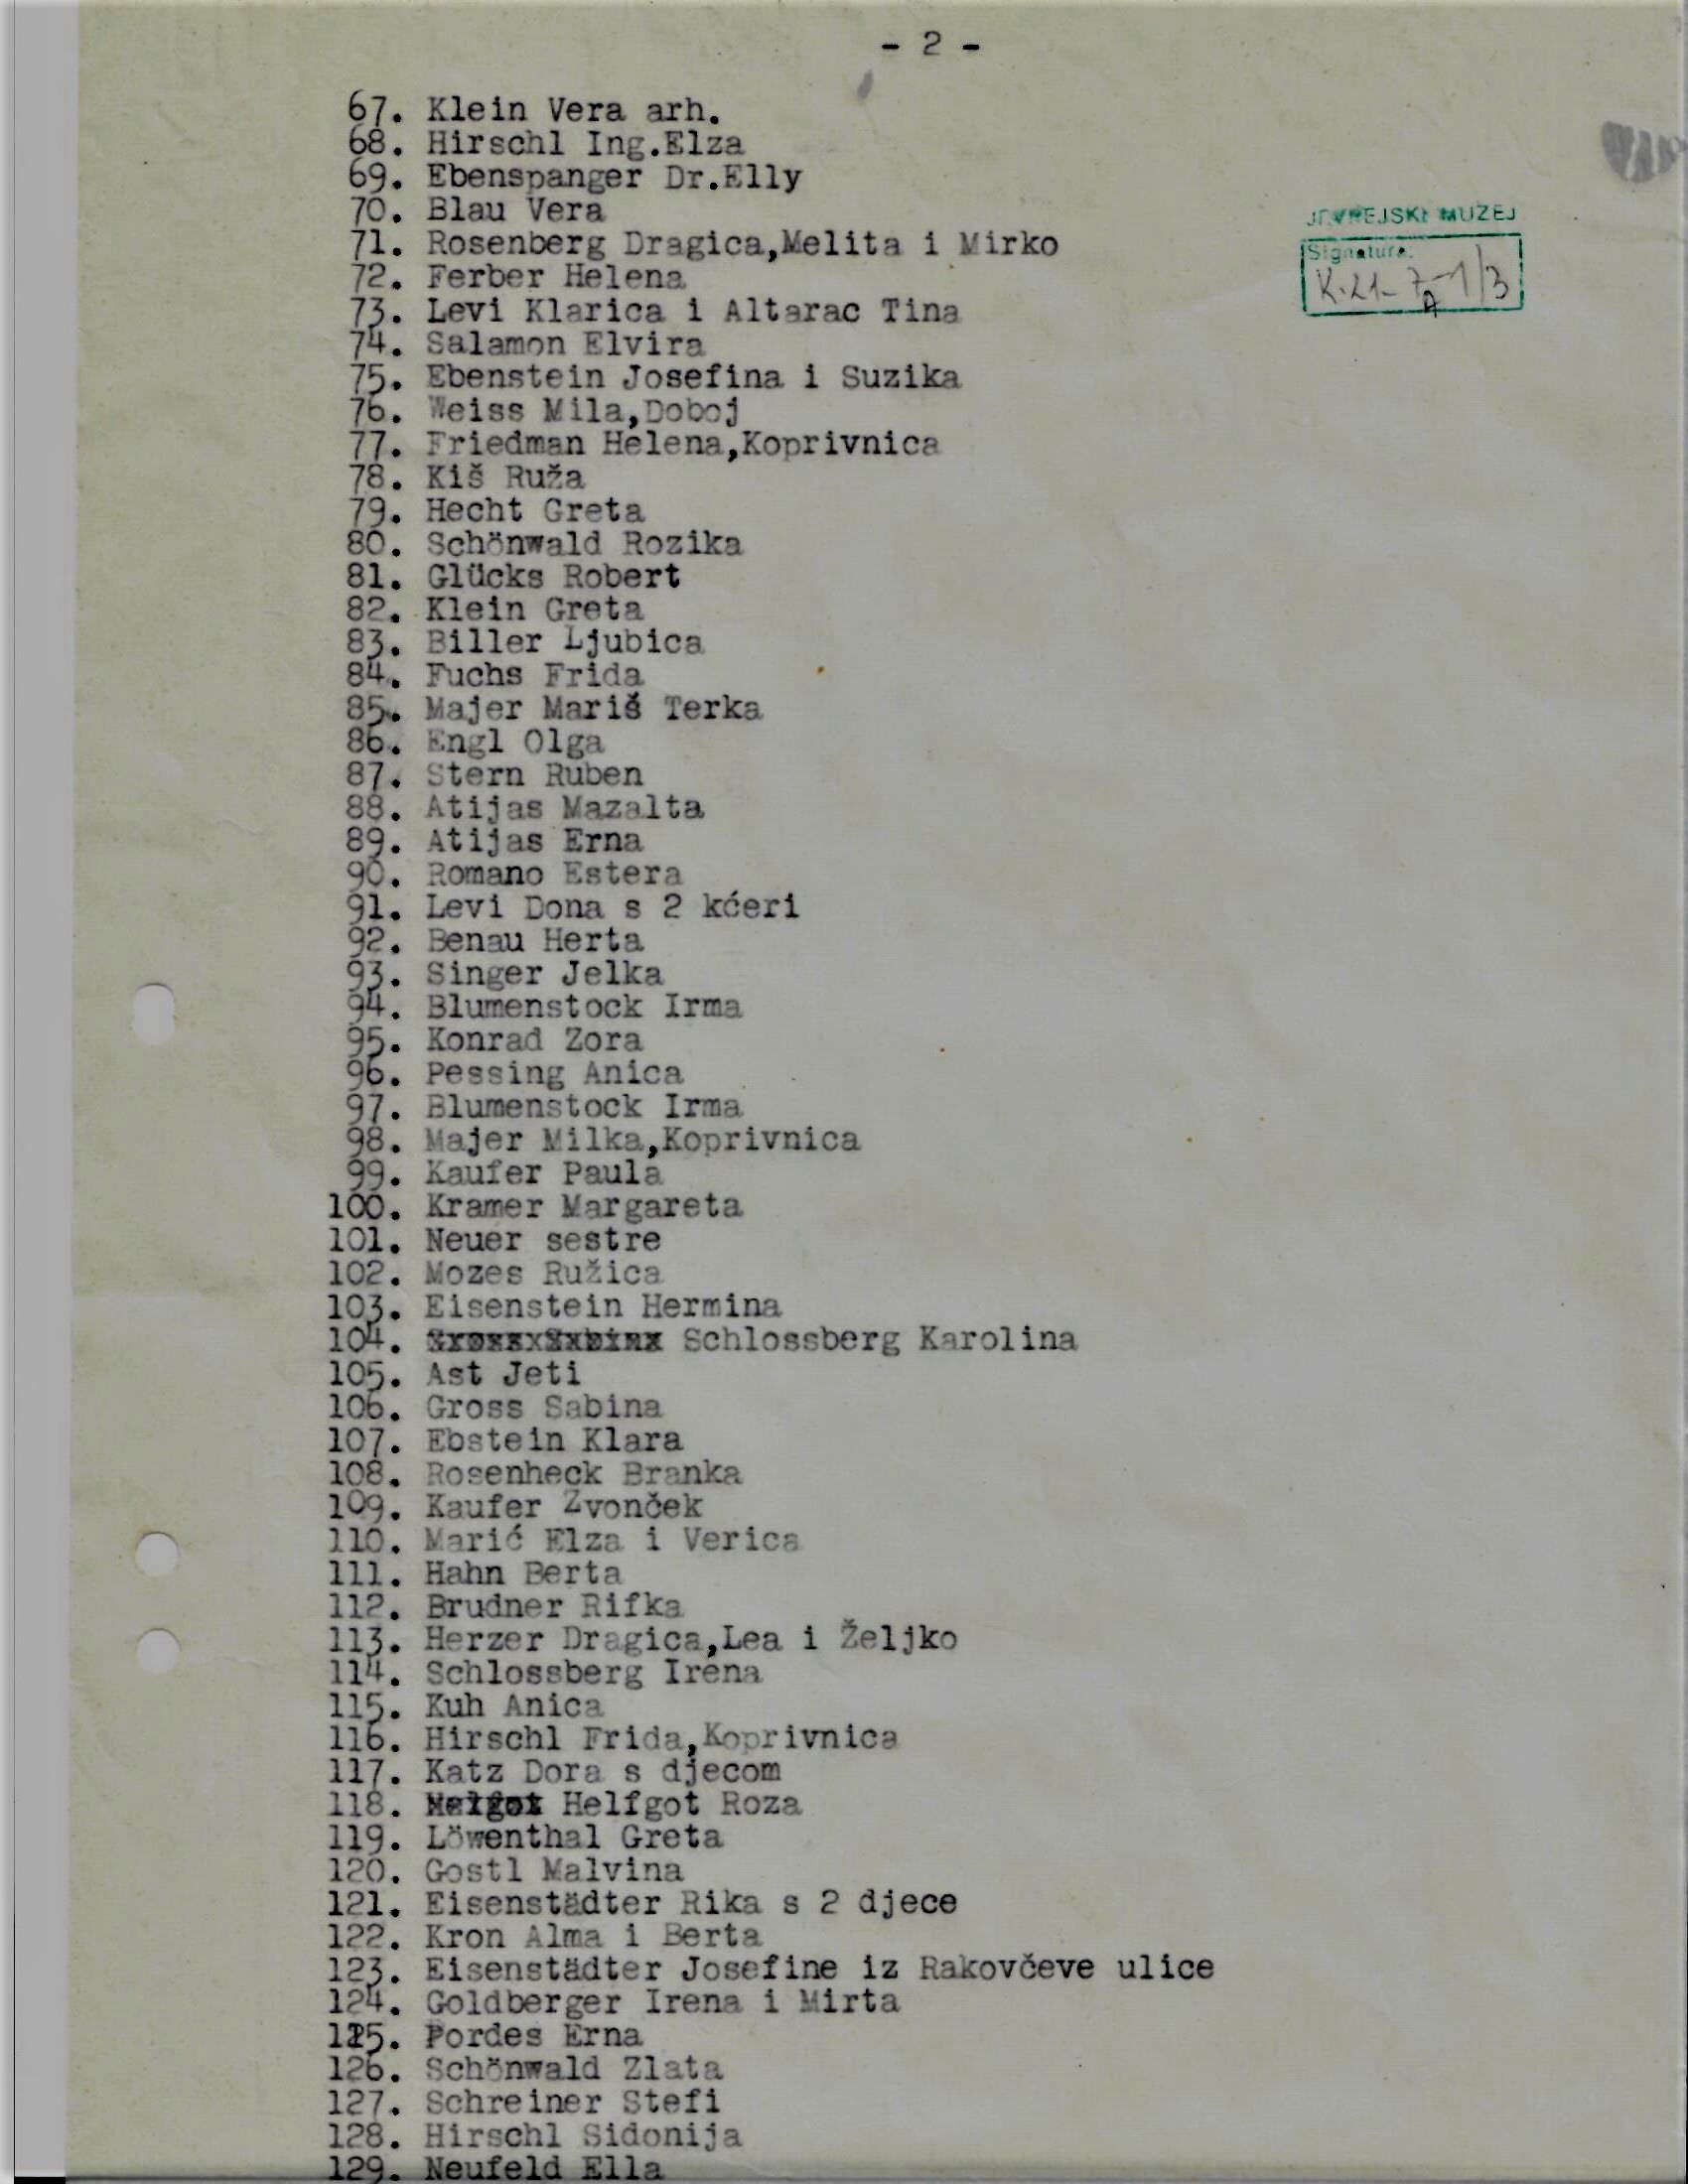 - 2 -
67. Klein Vera arh.
68. Hirschl Ing.Elza
69. Ebenspanger Dr.Elly
70. Blau Vera
JEVREJSKI MUZEJ
71. Rosenberg Dragica,Melita i Mirko
Signatura:
72. Ferber Helena
K.21-7A-1/3
73. Levi Klarica i Altarac Tina
74. Salamon Elvira
75. Ebenstein Josefina i Suzika
76. Weiss Mila,Doboj
77. Friedman Helena,Koprivnica
78. Kiš Ruža
79. Hecht Greta
80. Schönwald Rozika
81. Glücks Robert
82. Klein Greta
83. Biller Ljubica
84. Fuchs Frida
85. Majer Mariš Terka
86. Engl Olga
87. Stern Ruben
88. Atijas Mazalta
89. Atijas Erna
90. Romano Estera
91. Levi Dona s 2 kćeri
92. Benau Herta
93. Singer Jelka
94. Blumenstock Irma
95. Konrad Zora
96. Pessing Anica
97. Blumenstock Irma
98. Majer Milka,Koprivnica
99. Kaufer Paula
100. Kramer Margareta
101. Neuer sestre
102. Mozes Ružica
103. Eisenstein Hermina
104. Schlossberg Karolina
105. Ast Jeti
106. Gross Sabina
107. Ebstein Klara
108. Rosenheck Branka
109. Kaufer Zvonček
110. Marić Elza i Verica
111. Hahn Berta
112. Brudner Rifka
113. Herzer Dragica,Lea i Željko
114. Schlossberg Irena
115. Kuh Anica
116. Hirschl Frida,Koprivnica
117. Katz Dora s djecom
118. Helfgot Roza
119. Löwenthal Greta
120. Gostl Malvina
121. Eisenstädter Rika s 2 djece
122. Kron Alma i Berta
123. Eisenstädter Josefine iz Rakovčeve ulice
124. Goldberger Irena i Mirta
125. Pordes Erna
126. Schönwald Zlata
127. Schreiner Stefi
128. Hirschl Sidonija
129. Neufeld Ella